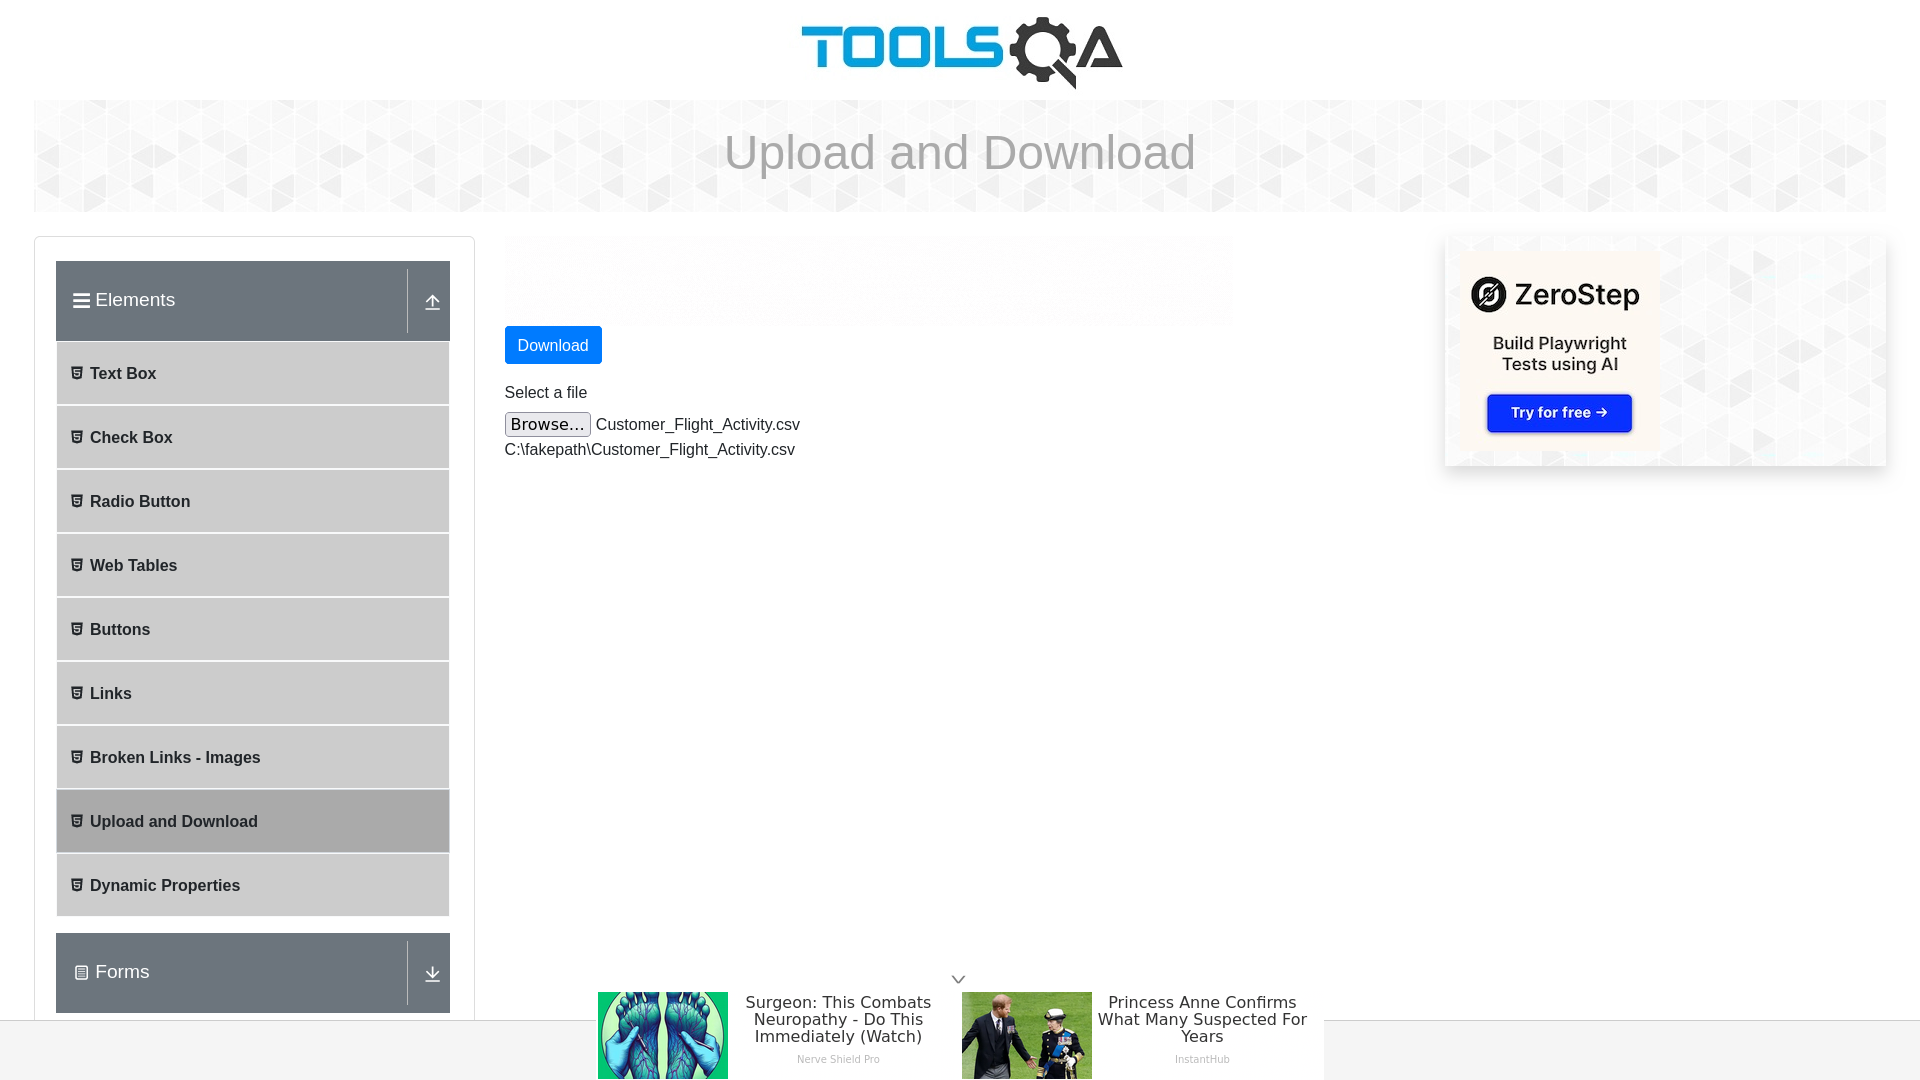 TOOLSQA
Upload and Download
Elements
Text Box
Check Box
Radio Button
Web Tables
Buttons
Links
Broken Links - Images
Upload and Download
Dynamic Properties
Forms
Download
Select a file
Browse... Customer_Flight_Activity.csv
C:\fakepath\Customer_Flight_Activity.csv
ZeroStep
Build Playwright
Tests using AI
Try for free →
Surgeon: This Combats
Neuropathy - Do This
Immediately (Watch)
Nerve Shield Pro
Princess Anne Confirms
What Many Suspected For
Years
InstantHub